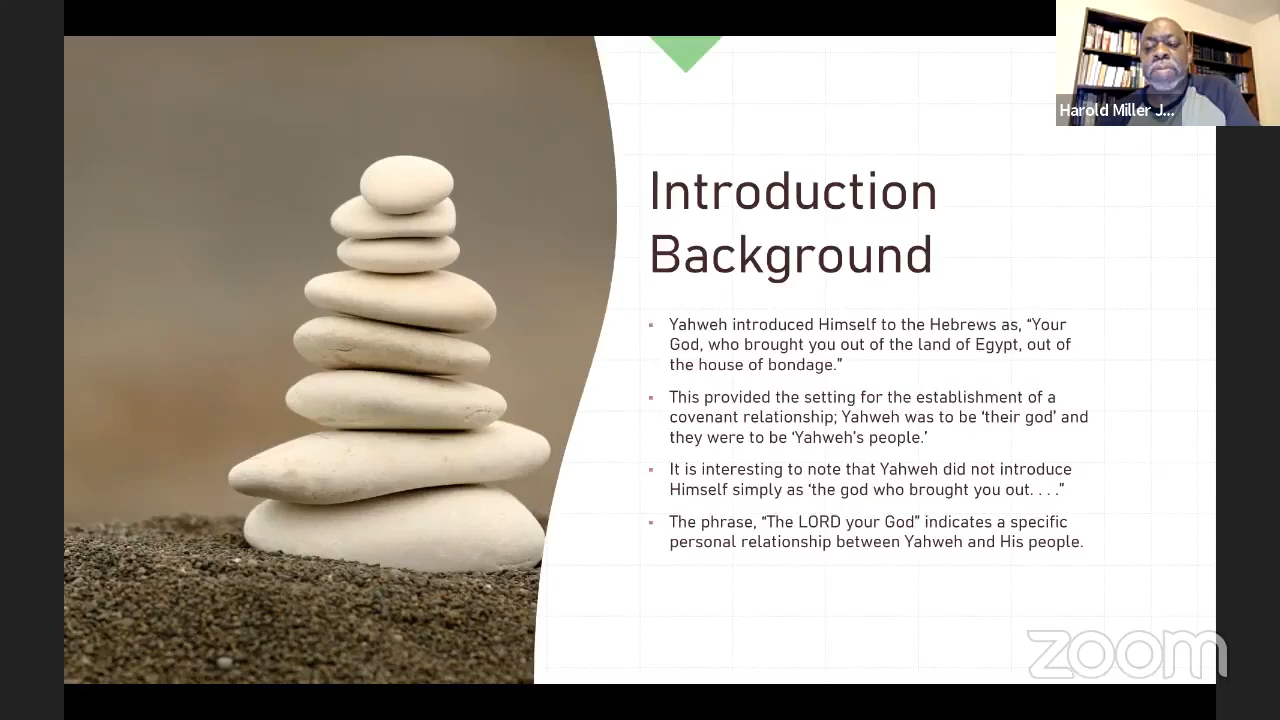 Harold Miller J...
Introduction
Background
Yahweh introduced Himself to the Hebrews as, “Your
God, who brought you out of the land of Egypt, out of
the house of bondage.”
This provided the setting for the establishment of a
covenant relationship; Yahweh was to be ‘their god’ and
they were to be ‘Yahweh’s people.’
It is interesting to note that Yahweh did not introduce
Himself simply as ‘the god who brought you out. . . .”
The phrase, “The LORD your God” indicates a specific
personal relationship between Yahweh and His people.
zoom